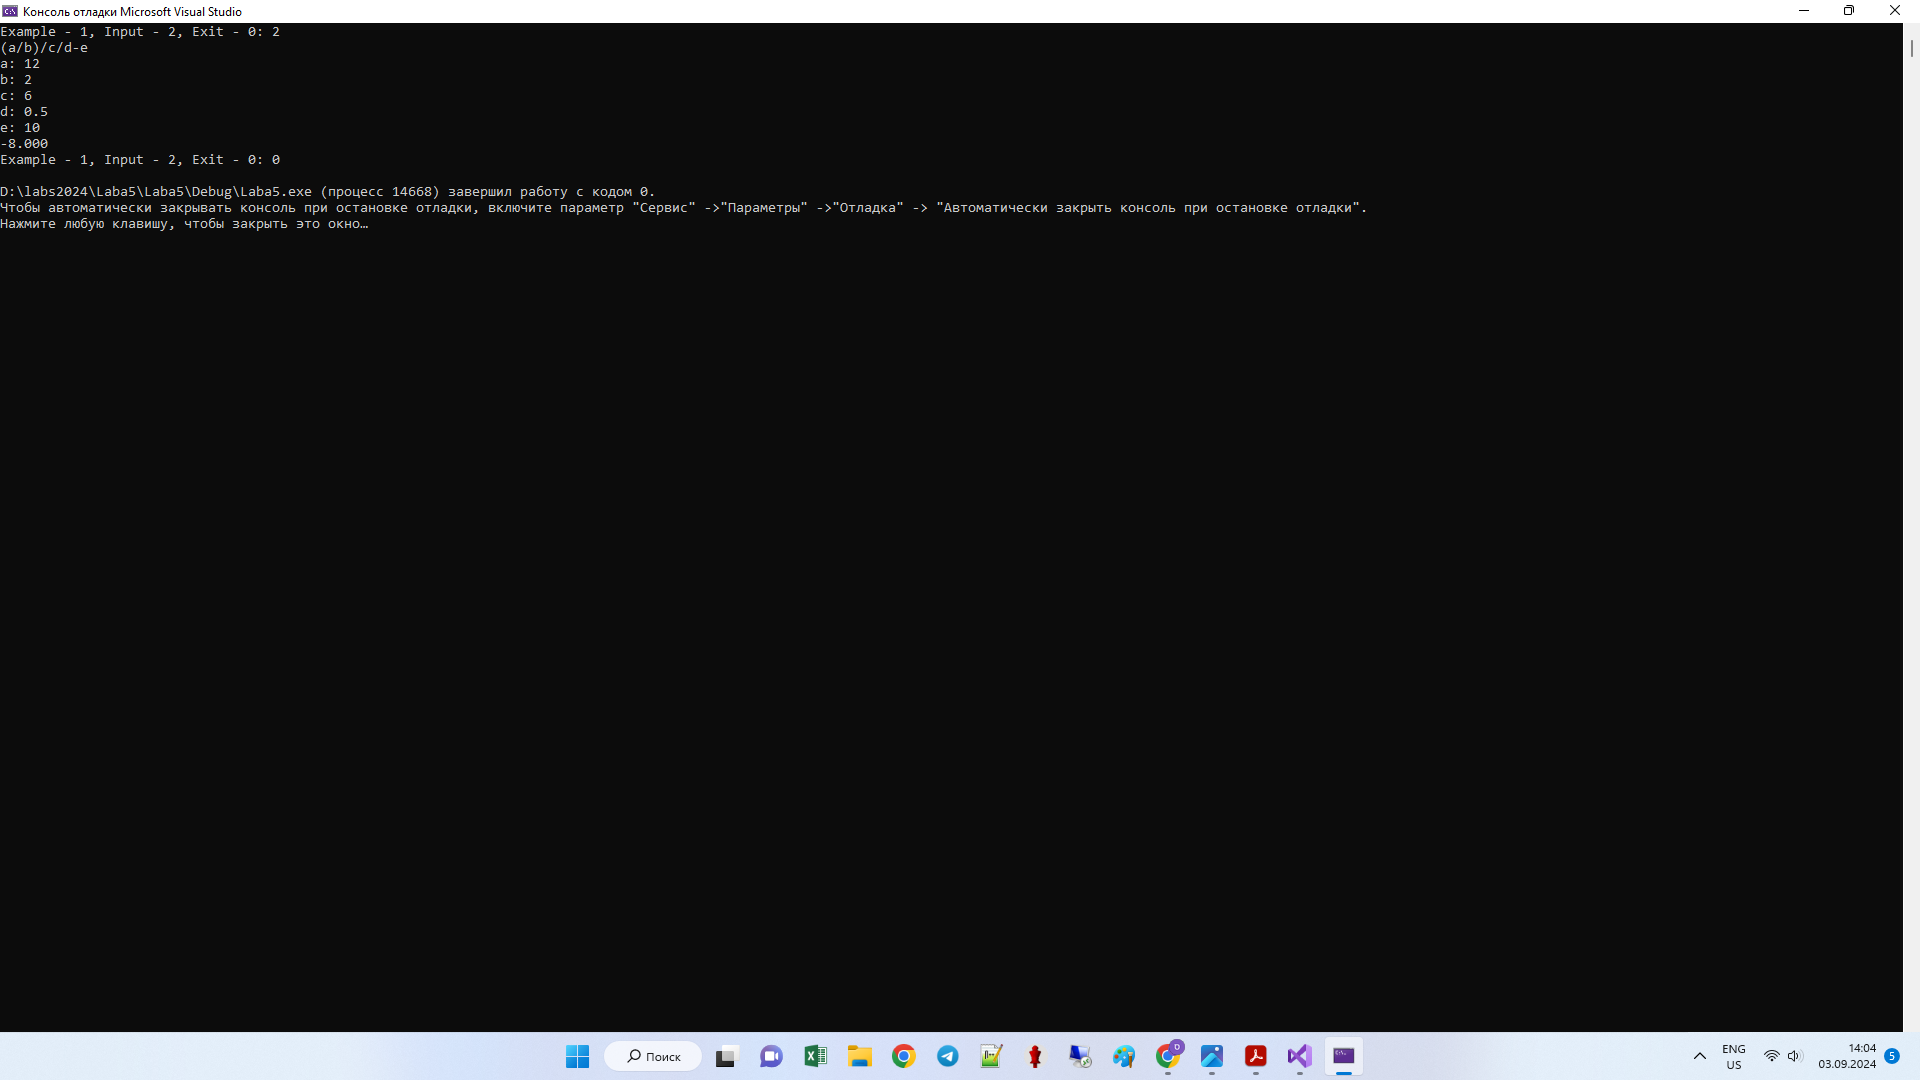 Консоль отладки Microsoft Visual Studio
Example - 1, Input - 2, Exit - 0: 2
(a/b)/c/d-e
a: 12
b: 2
c: 6
d: 0.5
e: 10
-8.000
Example - 1, Input - 2, Exit - 0: 0
D:\labs2024\Laba5\Laba5\Debug\Laba5.exe (процесс 14668) завершил работу с кодом 0.
Чтобы автоматически закрывать консоль при остановке отладки, включите параметр "Сервис" ->"Параметры" ->"Отладка" -> "Автоматически закрыть консоль при остановке отладки".
Нажмите любую клавишу, чтобы закрыть это окно…
Поиск
ENG
US
14:04
03.09.2024
5